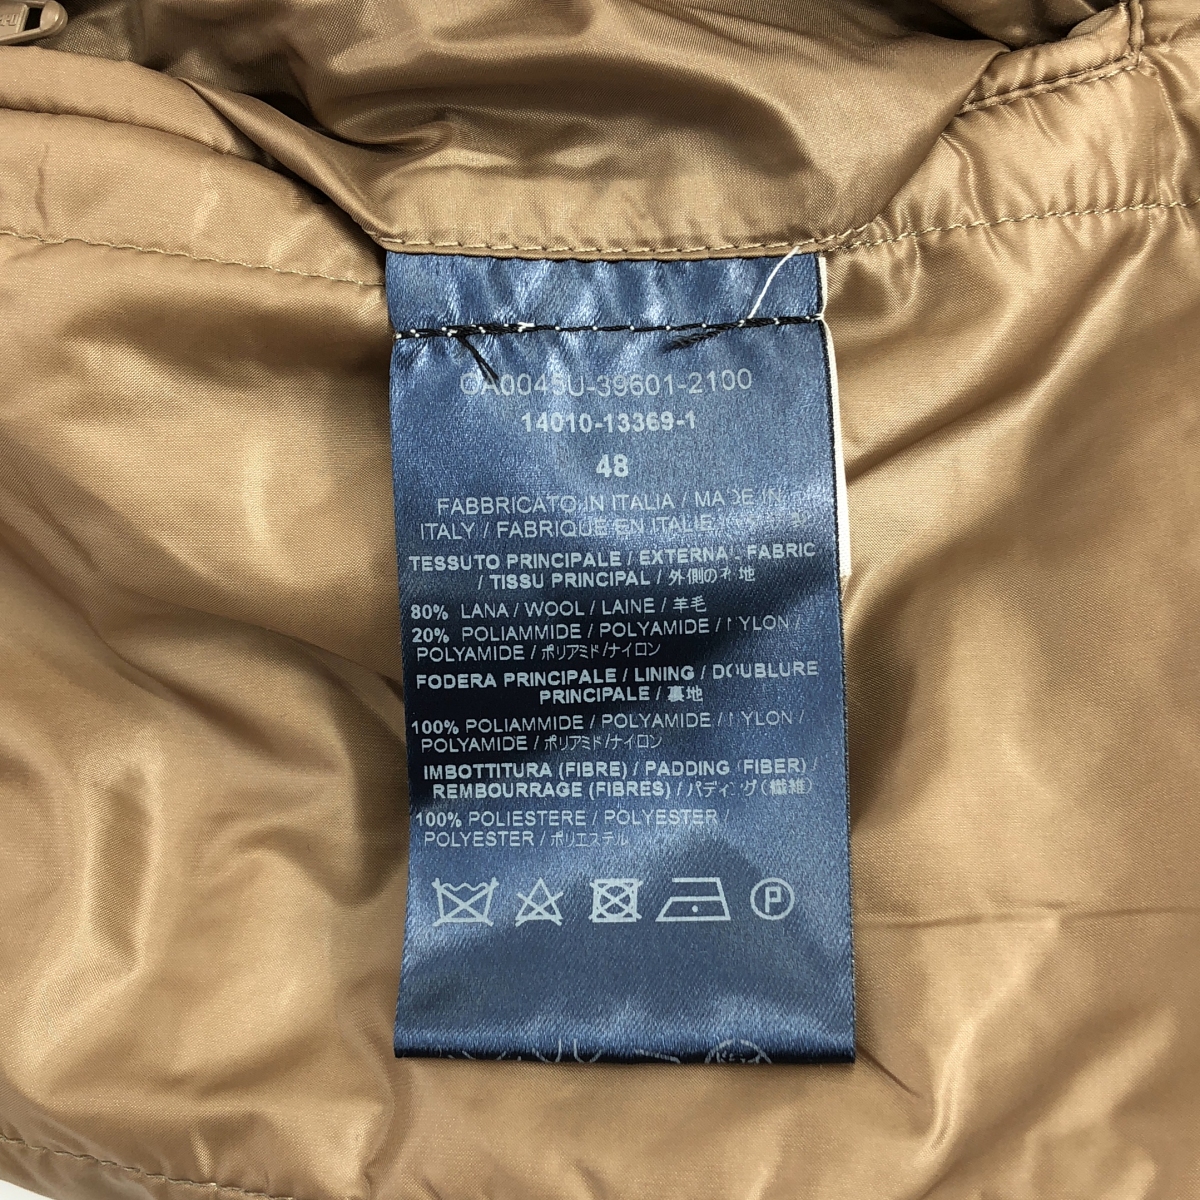 CA0045U-39601-2100
14010-13369-1
48
FABBRICATO IN ITALIA / MADE IN
ITALY / FABRIQUE EN ITALIE
TESSUTO PRINCIPALE / EXTERNAL FABRIC
/ TISSU PRINCIPAL / 外側の布地
80% LANA / WOOL / LAINE / 羊毛
20% POLIAMMIDE / POLYAMIDE / NYLON /
POLYAMIDE / ポリアミド/ナイロン
FODERA PRINCIPALE / LINING / DOUBLURE
PRINCIPALE / 裏地
100% POLIAMMIDE / POLYAMIDE / NYLON /
POLYAMIDE / ポリアミド/ナイロン
IMBOTTITURA (FIBRE) / PADDING (FIBER) /
REMBOURRAGE (FIBRES) / パディング(繊維)
100% POLIESTERE / POLYESTER /
POLYESTER / ポリエステル
P